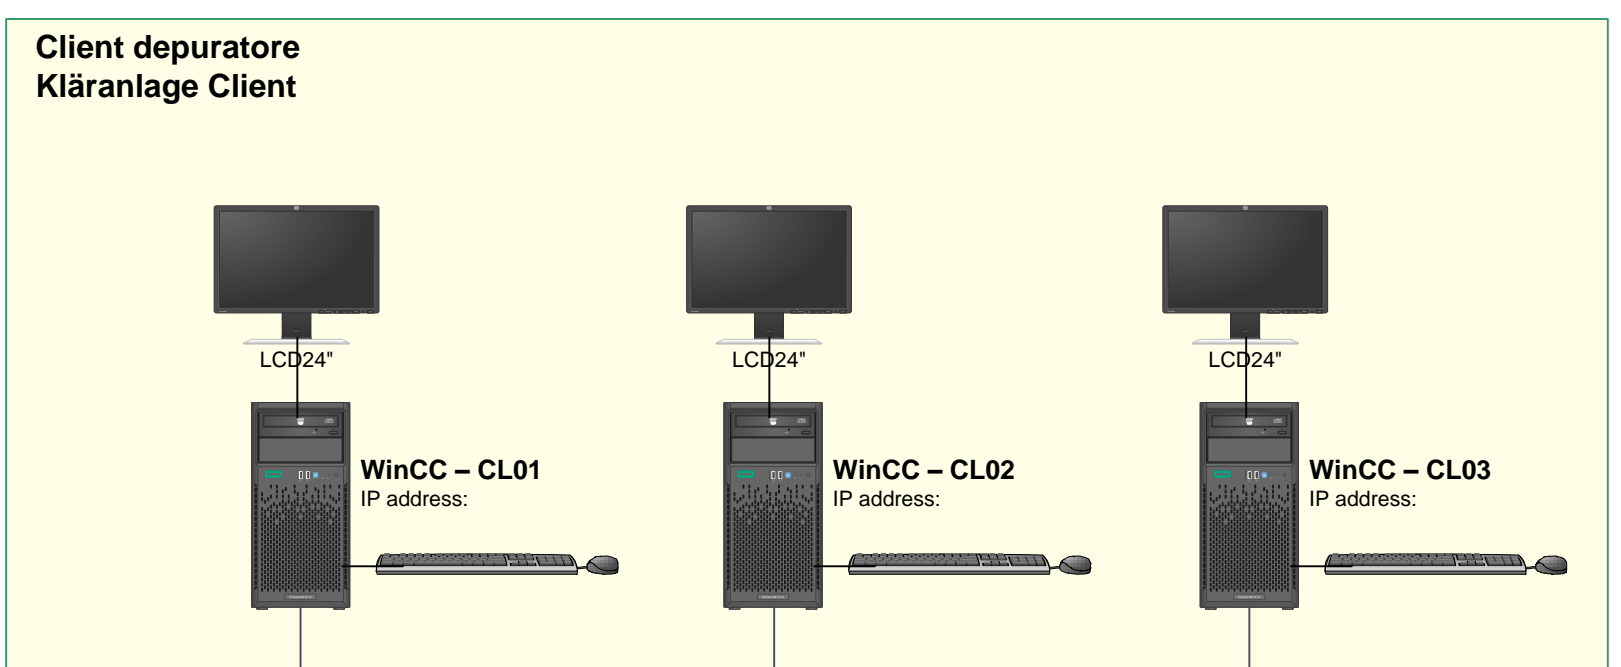 Client depuratore
Kläranlage Client
LCD24"
LCD24"
LCD24"
WinCC – CL01
IP address:
WinCC – CL02
IP address:
WinCC – CL03
IP address: